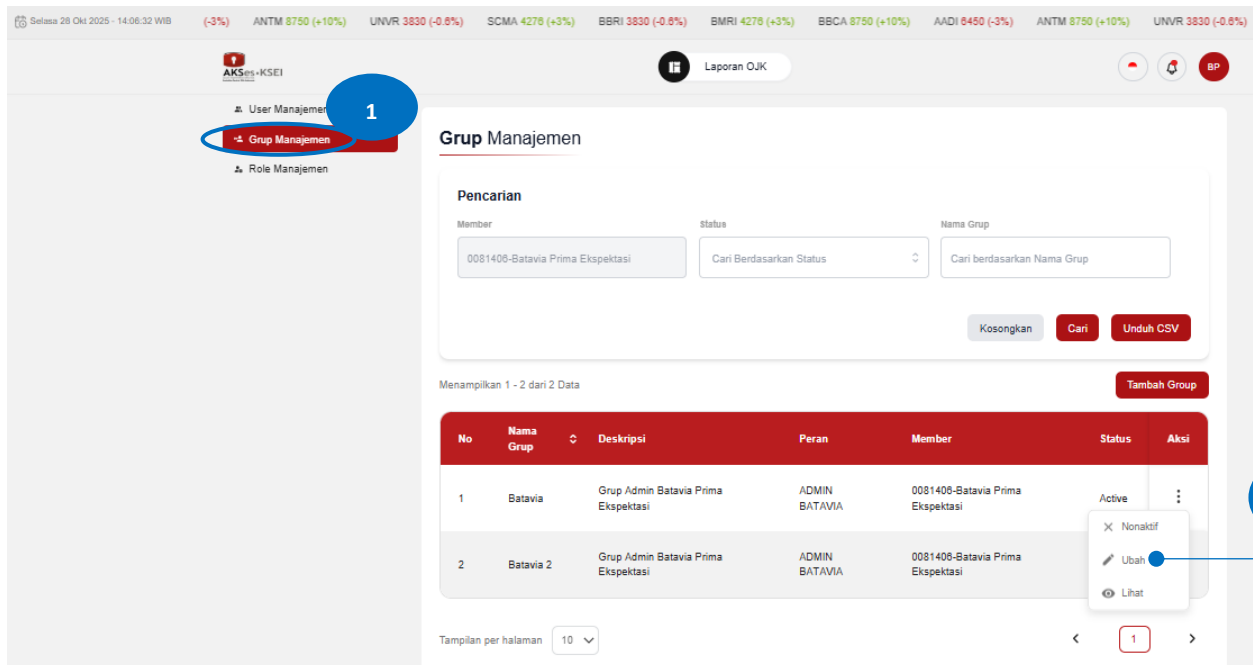 Selasa 28 Okt 2025 - 14:06:32 WIB (-3%) ANTM 8750 (+10%) UNVR 3830 (-0.6%) SCMA 4276 (+3%) BBRI 3830 (-0.6%) BMRI 4276 (+3%) BBCA 8750 (+10%) AADI 6450 (-3%) ANTM 8750 (+10%) UNVR 3830 (-0.6%)
AKSes-KSEI
Laporan OJK
BP
User Manajemen
1
Grup Manajemen
Role Manajemen
Grup Manajemen
Pencarian
Member Status Nama Grup
0081406-Batavia Prima Ekspektasi Cari Berdasarkan Status Cari berdasarkan Nama Grup
Kosongkan Cari Unduh CSV
Menampilkan 1 - 2 dari 2 Data Tambah Group
No Nama Grup Deskripsi Peran Member Status Aksi
1 Batavia Grup Admin Batavia Prima Ekspektasi ADMIN BATAVIA 0081406-Batavia Prima Ekspektasi Active
Nonaktif
2 Batavia 2 Grup Admin Batavia Prima Ekspektasi ADMIN BATAVIA 0081406-Batavia Prima Ekspektasi
Ubah
Lihat
Tampilan per halaman 10 1